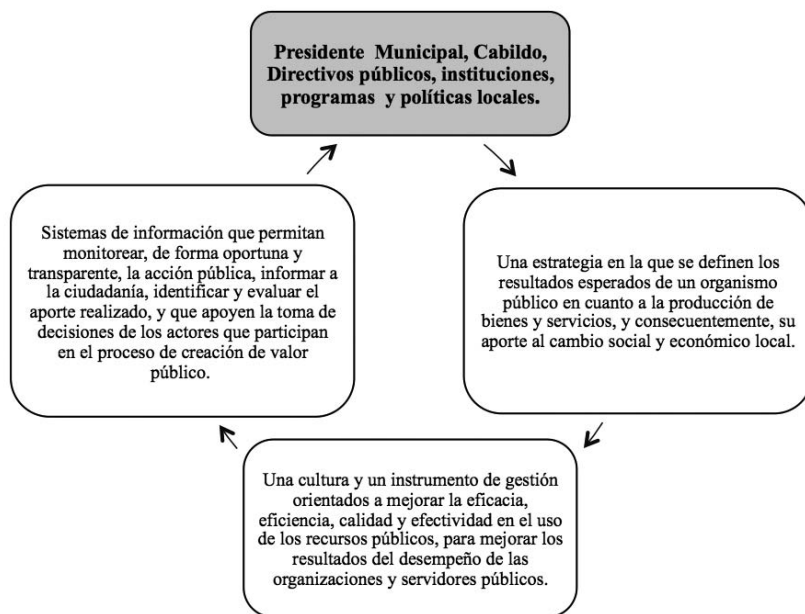 Presidente Municipal, Cabildo,
Directivos públicos, instituciones,
programas y políticas locales.
Sistemas de información que permitan
monitorear, de forma oportuna y
transparente, la acción pública, informar a
la ciudadanía, identificar y evaluar el
aporte realizado, y que apoyen la toma de
decisiones de los actores que participan
en el proceso de creación de valor
público.
Una estrategia en la que se definen los
resultados esperados de un organismo
público en cuanto a la producción de
bienes y servicios, y consecuentemente, su
aporte al cambio social y económico local.
Una cultura y un instrumento de gestión
orientados a mejorar la eficacia,
eficiencia, calidad y efectividad en el uso
de los recursos públicos, para mejorar los
resultados del desempeño de las
organizaciones y servidores públicos.